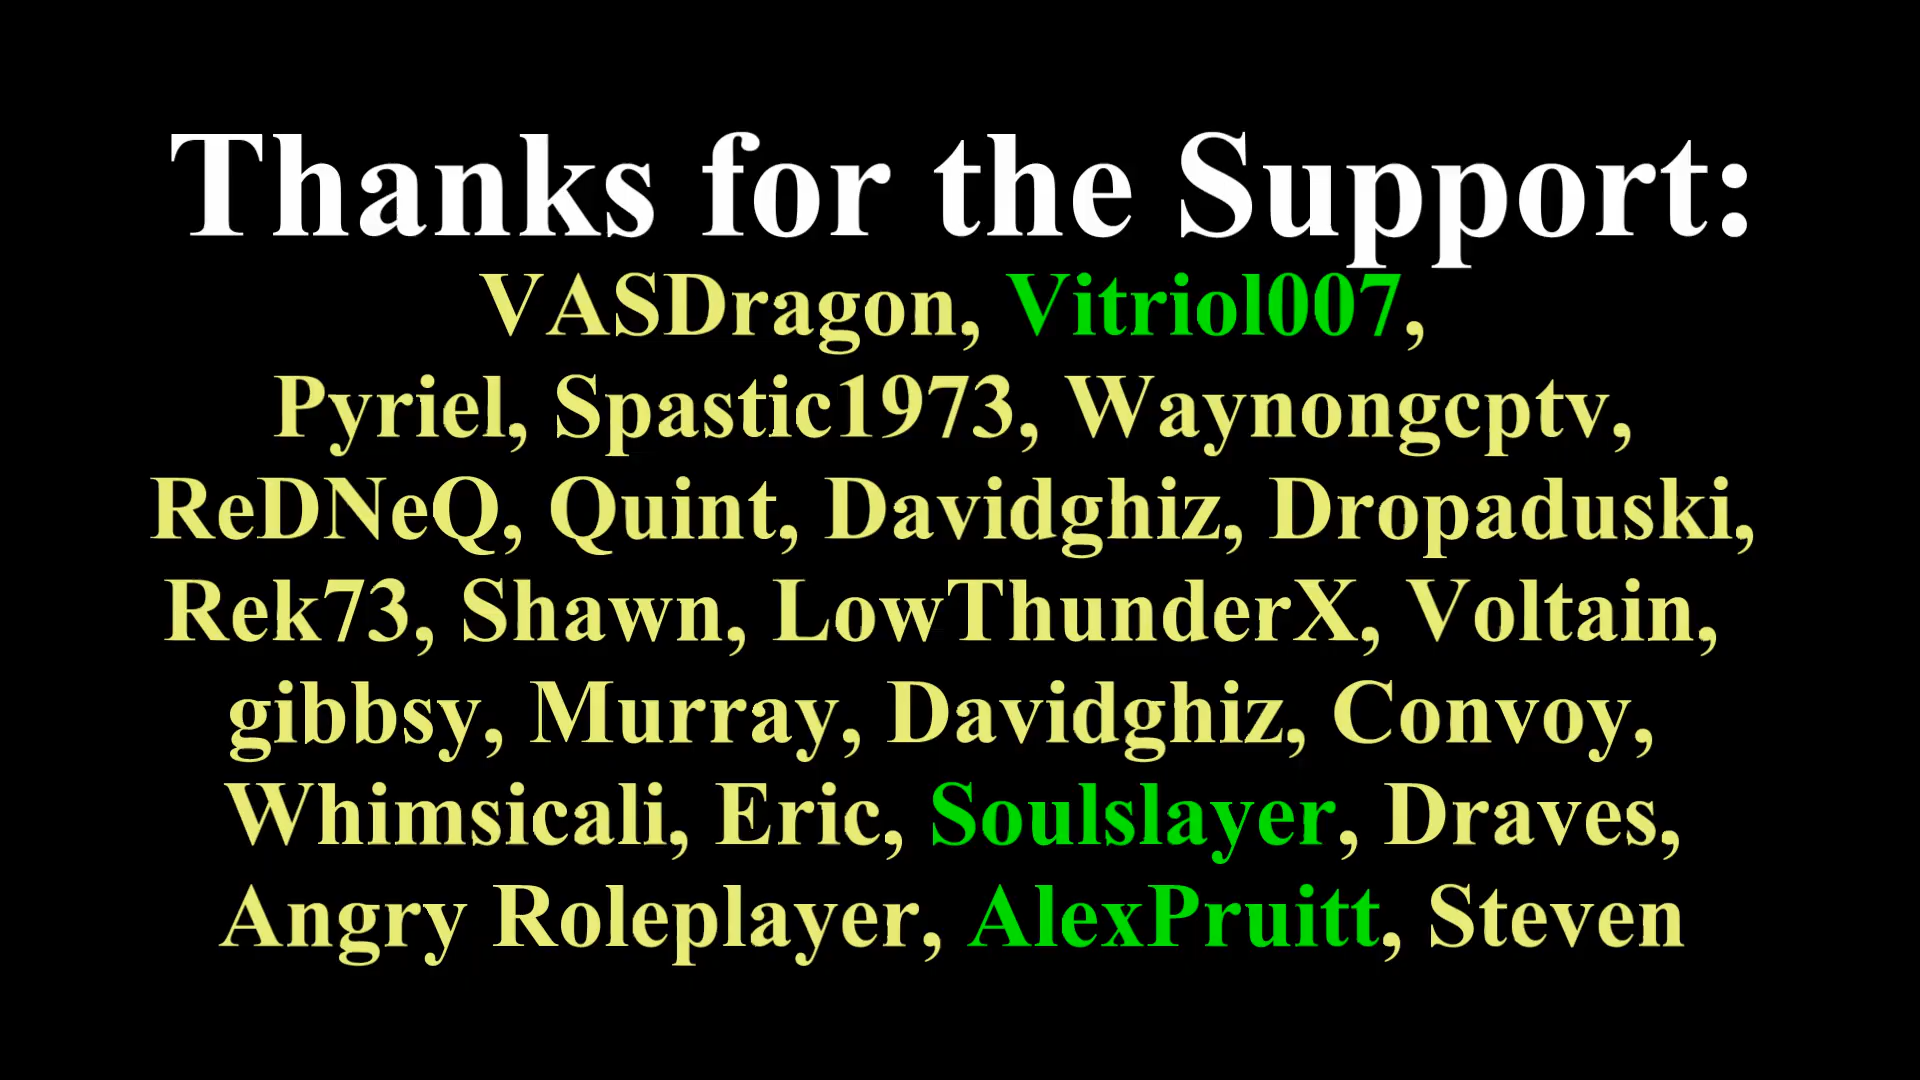 Thanks for the Support:
VASDragon, Vitriol007,
Pyriel, Spastic1973, Waynongcptv,
ReDNeQ, Quint, Davidghiz, Dropaduski,
Rek73, Shawn, LowThunderX, Voltain,
gibbsy, Murray, Davidghiz, Convoy,
Whimsicali, Eric, Soulslayer, Draves,
Angry Roleplayer, AlexPruitt, Steven